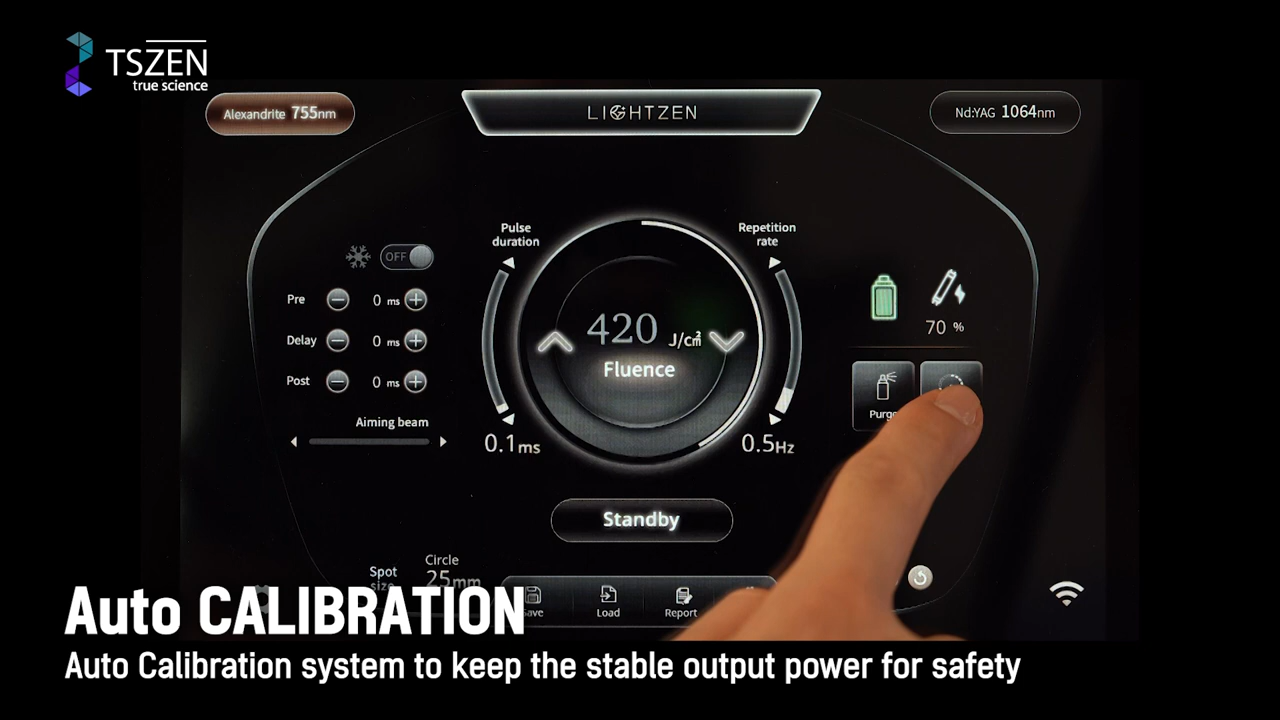 TSZEN
true science
Alexandrite 755nm
LIGHTZEN
Nd:YAG 1064nm
Pulse
duration
Repetition
rate
OFF
Pre
0 ms
Delay
0 ms
Post
0 ms
Aiming beam
420 J/cm²
Fluence
0.1ms
0.5Hz
70 %
Standby
Spot
size
Circle
25mm
Load
Report
Auto CALIBRATION
Auto Calibration system to keep the stable output power for safety